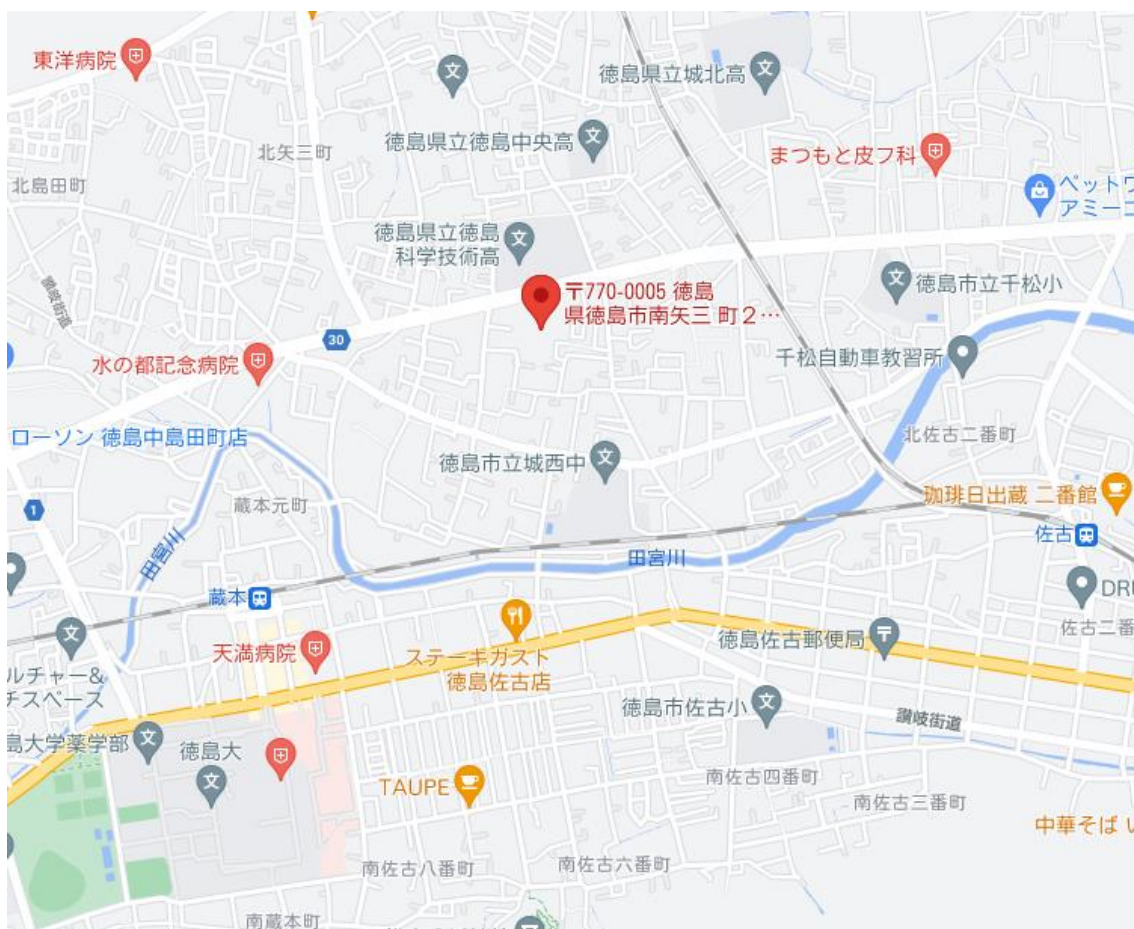 東洋病院
徳島県立城北高
徳島県立徳島中央高
まつもと皮フ科
北矢三町
北島田町
ペットワ
アミーコ
徳島県立徳島
科学技術高
徳島市立千松小
〒770-0005 徳島
県徳島市南矢三 町２…
讃岐街道
30
水の都記念病院
千松自動車教習所
ローソン 徳島中島田町店
北佐古二番町
徳島市立城西中
珈琲日出蔵 二番館
蔵本元町
1
佐古
田宮川
田宮川
蔵本
DRU
佐古二番
天満病院
徳島佐古郵便局
ステーキガスト
徳島佐古店
ルチャー&
チスペース
徳島市佐古小
讃岐街道
島大学薬学部
徳島大
TAUPE
南佐古四番町
南佐古三番町
中華そば い
南佐古八番町
南佐古六番町
南蔵本町